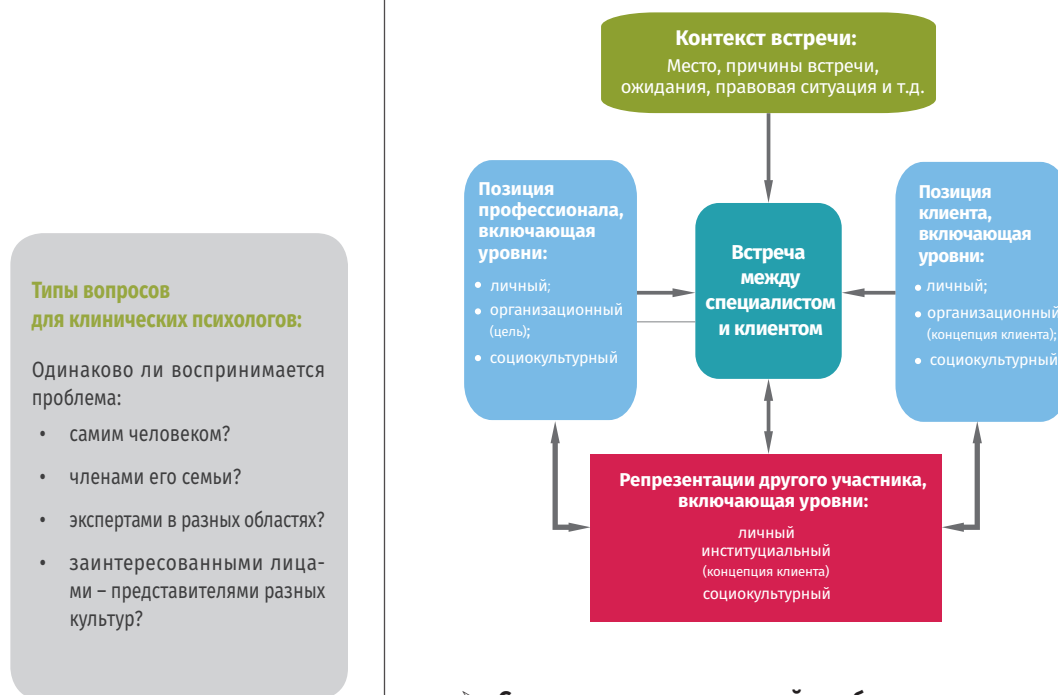 Типы вопросов
для клинических психологов:
Одинаково ли воспринимается
проблема:
• самим человеком?
• членами его семьи?
• экспертами в разных областях?
• заинтересованными лица-
ми – представителями разных
культур?
Контекст встречи:
Место, причины встречи,
ожидания, правовая ситуация и т.д.
Позиция
профессионала,
включающая
уровни:
• личный;
• организационный
(цель);
• социокультурный
Встреча
между
специалистом
и клиентом
Позиция
клиента,
включающая
уровни:
• личный;
• организационный
(концепция клиента);
• социокультурный
Репрезентации другого участника,
включающая уровни:
личный
институциальный
(концепция клиента)
социокультурный